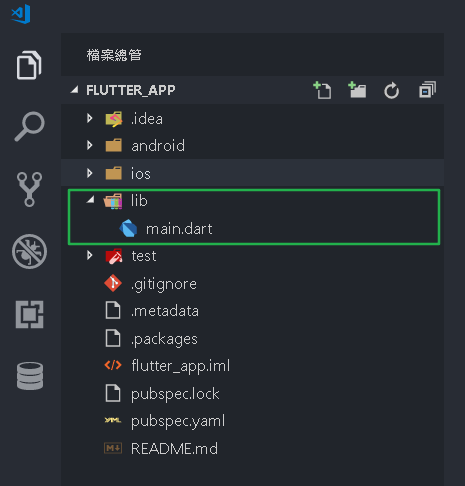 檔案總管
FLUTTER_APP
.idea
android
ios
lib
main.dart
test
.gitignore
.metadata
.packages
flutter_app.iml
pubspec.lock
YAML pubspec.yaml
README.md